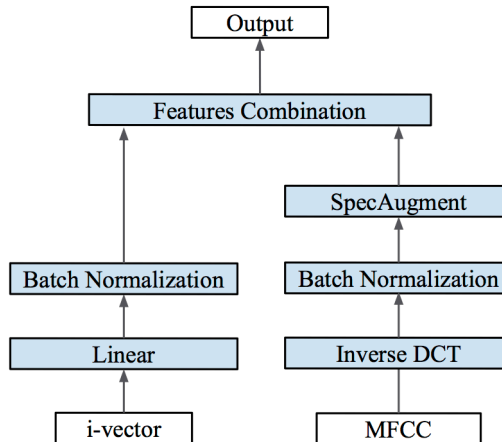 Output
Features Combination
SpecAugment
Batch Normalization
Batch Normalization
Linear
Inverse DCT
i-vector
MFCC